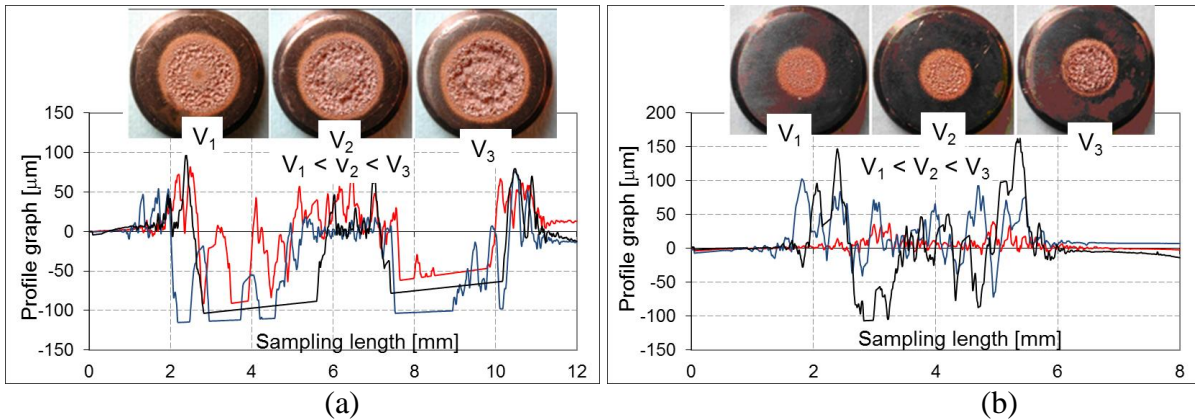 150
100
50
0
-50
-100
-150
Profile graph [μm]
V1
V2
V3
V1 < V2 < V3
Sampling length [mm]
0 2 4 6 8 10 12
(a)
200
150
100
50
0
-50
-100
-150
Profile graph [μm]
V1
V2
V3
V1 < V2 < V3
Sampling length [mm]
0 2 4 6 8
(b)